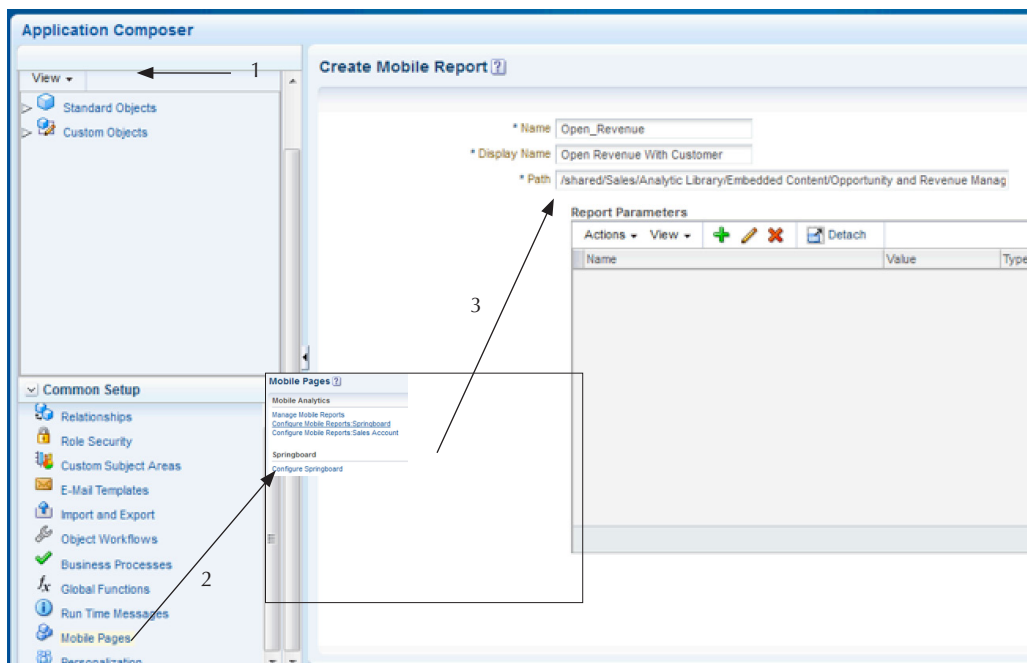 Application Composer
View
1
Standard Objects
Custom Objects
Create Mobile Report ?
* Name Open_Revenue
* Display Name Open Revenue With Customer
* Path /shared/Sales/Analytic Library/Embedded Content/Opportunity and Revenue Manag
Report Parameters
Actions View Detach
Name Value Type
3
Common Setup
Relationships
Role Security
Custom Subject Areas
E-Mail Templates
Import and Export
Object Workflows
Business Processes
fx Global Functions
Run Time Messages
Mobile Pages
Personalization
2
Mobile Pages ?
Mobile Analytics
Manage Mobile Reports
Configure Mobile Reports:Springboard
Configure Mobile Reports:Sales Account
Springboard
Configure Springboard